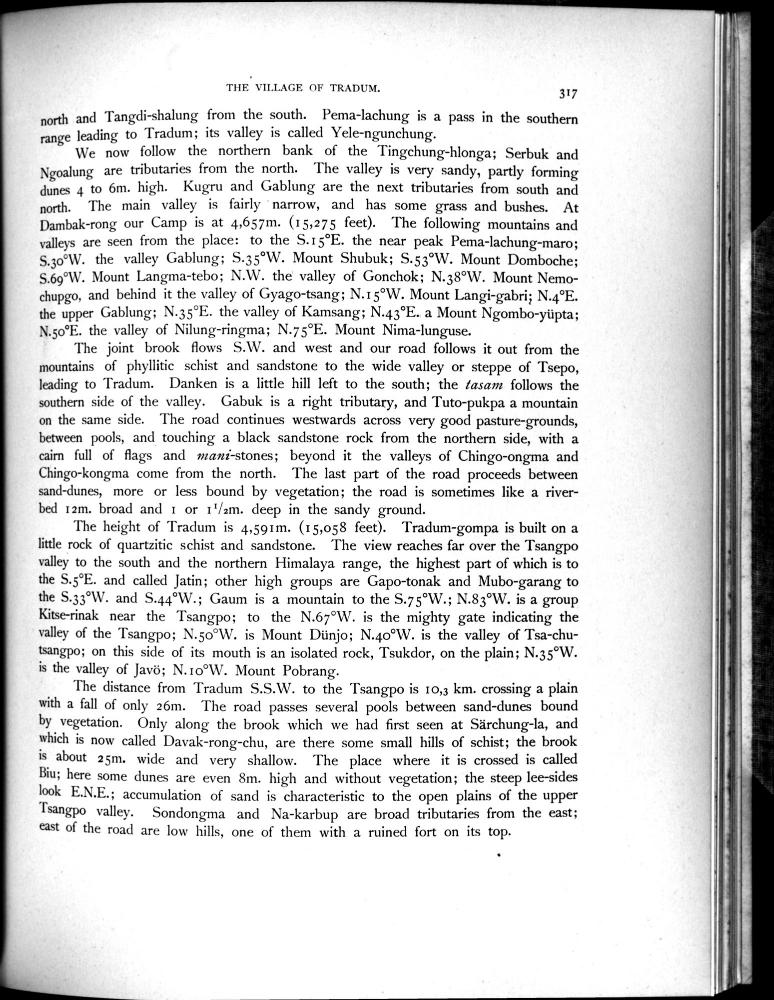 THE VILLAGE OF TRADUM.
317
north and Tangdi-shalung from the south. Pema-lachung is a pass in the southern
range leading to Tradum; its valley is called Yele-ngunchung.
We now follow the northern bank of the Tingchung-hlonga; Serbuk and
Ngoalung are tributaries from the north. The valley is very sandy, partly forming
dunes 4 to 6m. high. Kugru and Gablung are the next tributaries from south and
north. The main valley is fairly narrow, and has some grass and bushes. At
Dambak-rong our Camp is at 4,657m. (15,275 feet). The following mountains and
valleys are seen from the place: to the S.15°E. the near peak Pema-lachung-maro;
S.30°W. the valley Gablung; S.35°W. Mount Shubuk; S.53°W. Mount Domboche;
S.69°W. Mount Langma-tebo; N.W. the valley of Gonchok; N.38°W. Mount Nemo-
chupgo, and behind it the valley of Gyago-tsang; N.15°W. Mount Langi-gabri; N.4°E.
the upper Gablung; N.35°E. the valley of Kamsang; N.43°E. a Mount Ngombo-yüpta;
N.50°E. the valley of Nilung-ringma; N.75°E. Mount Nima-lunguse.
The joint brook flows S.W. and west and our road follows it out from the
mountains of phyllitic schist and sandstone to the wide valley or steppe of Tsepo,
leading to Tradum. Danken is a little hill left to the south; the tasam follows the
southern side of the valley. Gabuk is a right tributary, and Tuto-pukpa a mountain
on the same side. The road continues westwards across very good pasture-grounds,
between pools, and touching a black sandstone rock from the northern side, with a
cairn full of flags and mani-stones; beyond it the valleys of Chingo-ongma and
Chingo-kongma come from the north. The last part of the road proceeds between
sand-dunes, more or less bound by vegetation; the road is sometimes like a river-
bed 12m. broad and 1 or 1¹/2m. deep in the sandy ground.
The height of Tradum is 4,591m. (15,058 feet). Tradum-gompa is built on a
little rock of quartzitic schist and sandstone. The view reaches far over the Tsangpo
valley to the south and the northern Himalaya range, the highest part of which is to
the S.5°E. and called Jatin; other high groups are Gapo-tonak and Mubo-garang to
the S.33°W. and S.44°W.; Gaum is a mountain to the S.75°W.; N.83°W. is a group
Kitse-rinak near the Tsangpo; to the N.67°W. is the mighty gate indicating the
valley of the Tsangpo; N.50°W. is Mount Dünjo; N.40°W. is the valley of Tsa-chu-
tsangpo; on this side of its mouth is an isolated rock, Tsukdor, on the plain; N.35°W.
is the valley of Javö; N.10°W. Mount Pobrang.
The distance from Tradum S.S.W. to the Tsangpo is 10,3 km. crossing a plain
with a fall of only 26m. The road passes several pools between sand-dunes bound
by vegetation. Only along the brook which we had first seen at Särchung-la, and
which is now called Davak-rong-chu, are there some small hills of schist; the brook
is about 25m. wide and very shallow. The place where it is crossed is called
Biu; here some dunes are even 8m. high and without vegetation; the steep lee-sides
look E.N.E.; accumulation of sand is characteristic to the open plains of the upper
Tsangpo valley. Sondongma and Na-karbup are broad tributaries from the east;
east of the road are low hills, one of them with a ruined fort on its top.